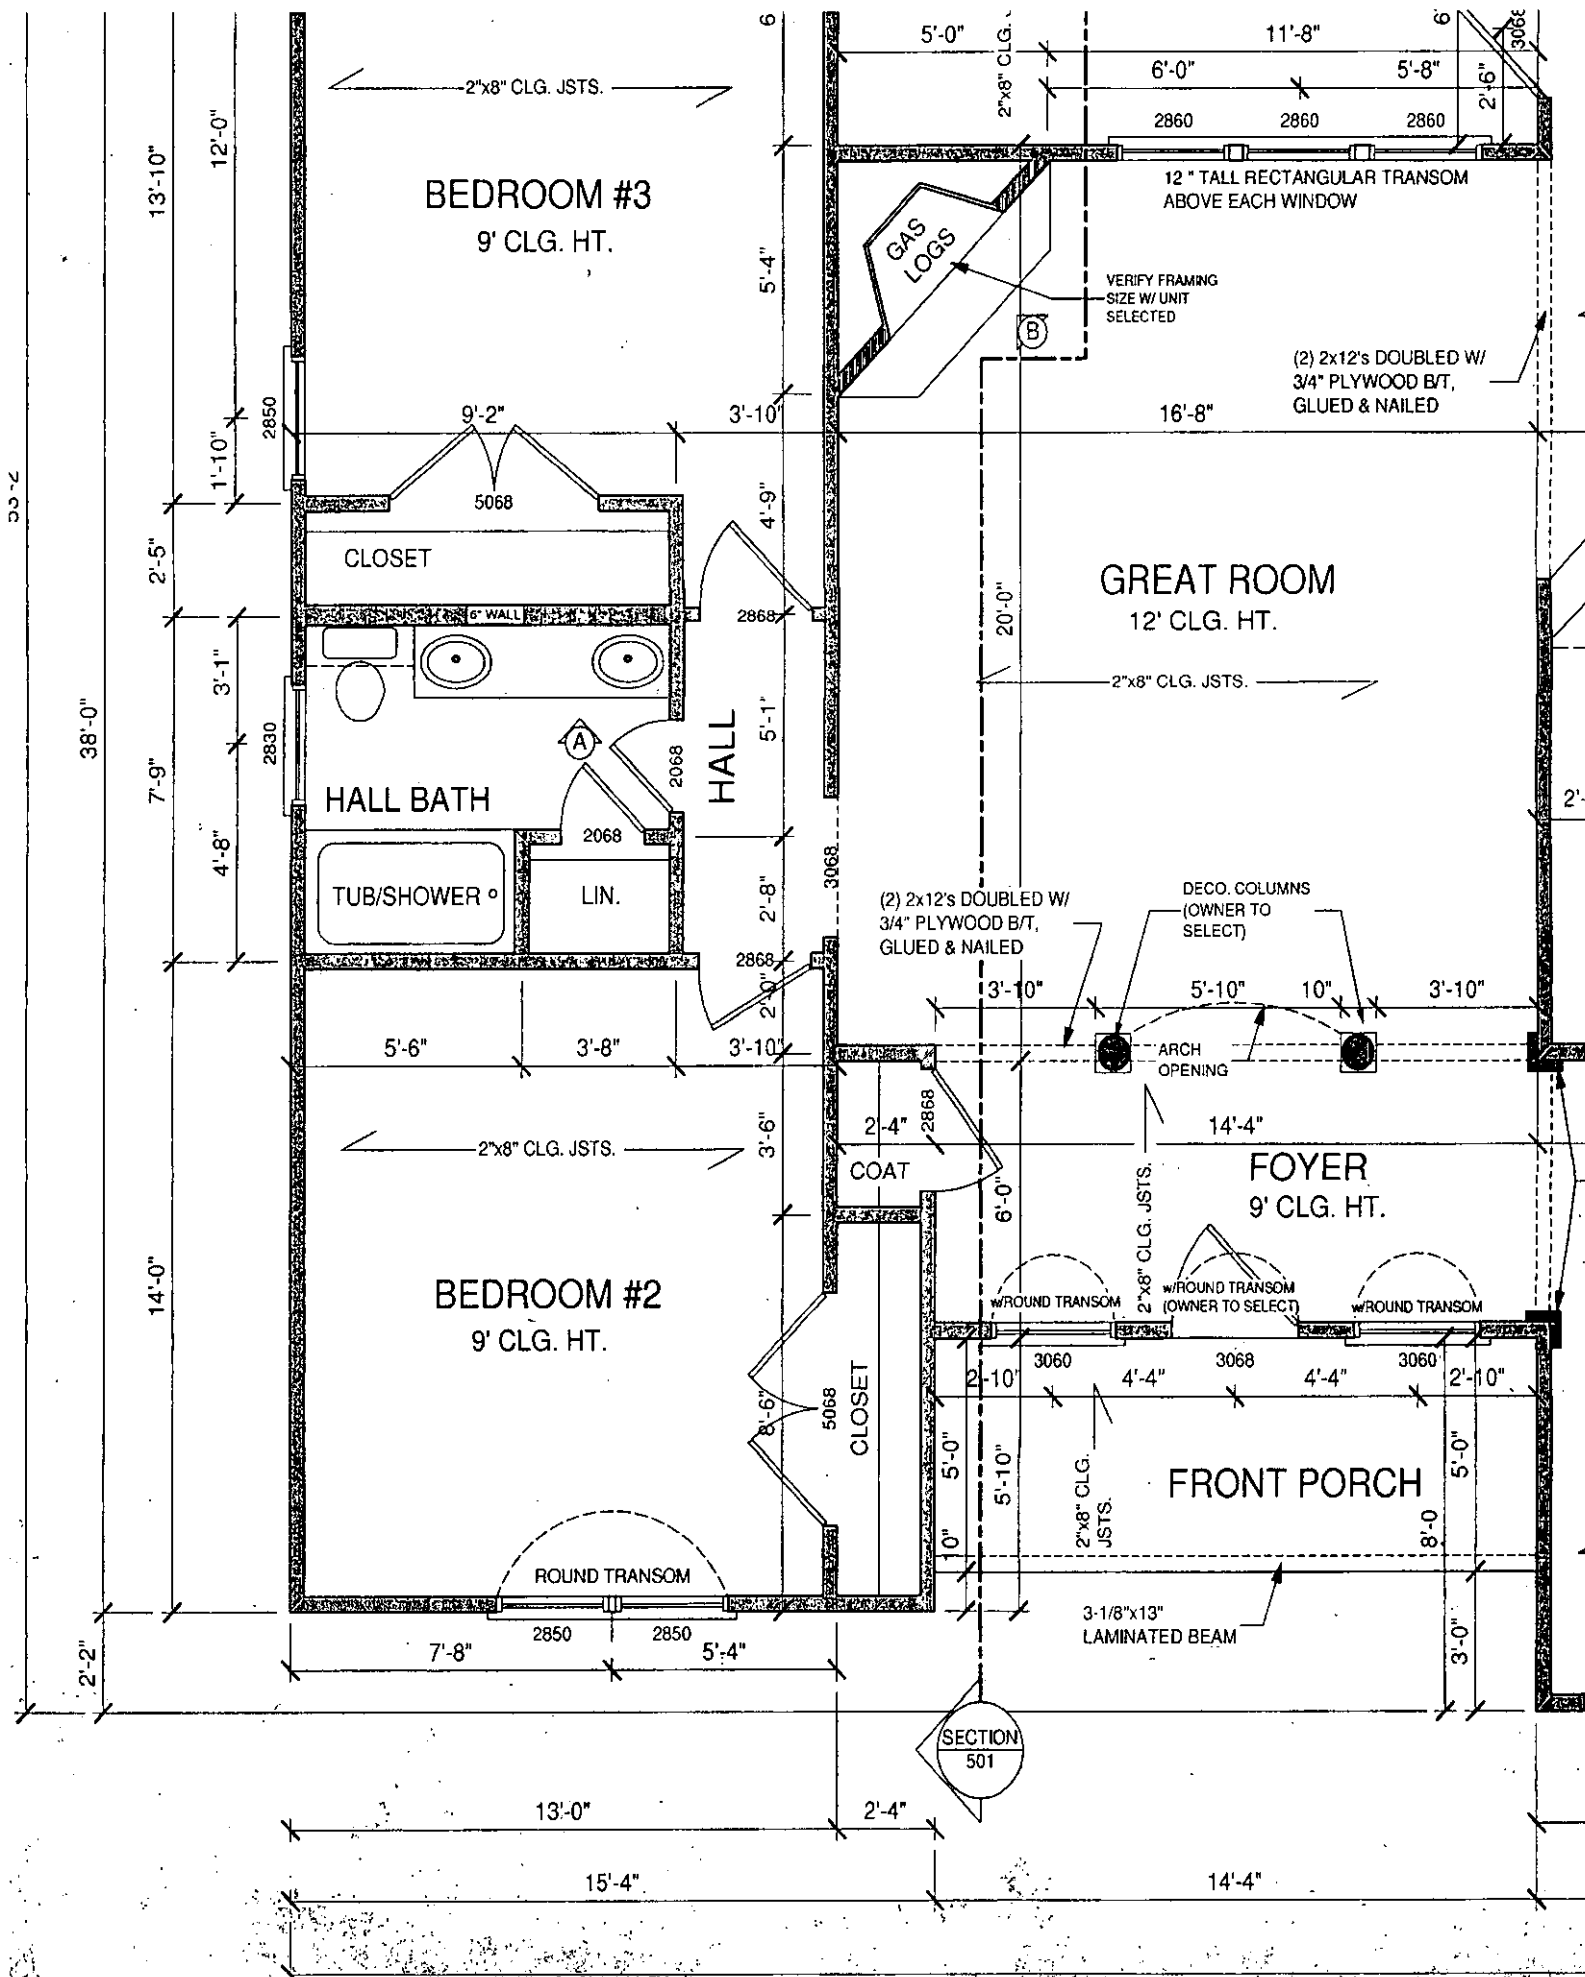 6
5'-0"
2"x8" CLG. J
11'-8"
6'-0"
5'-8"
6'
3068
2'-6"
2860
2860
2860
12'-0"
13'-10"
2"x8" CLG. JSTS.
BEDROOM #3
9' CLG. HT.
5'-4"
GAS
LOGS
12 " TALL RECTANGULAR TRANSOM
ABOVE EACH WINDOW
VERIFY FRAMING
SIZE W/ UNIT
SELECTED
B
(2) 2x12's DOUBLED W/
3/4" PLYWOOD B/T,
GLUED & NAILED
2850
1'-10"
9'-2"
3'-10"
16'-8"
5068
4'-9"
2'-5"
CLOSET
6" WALL
2868
GREAT ROOM
12' CLG. HT.
20'-0"
2"x8" CLG. JSTS.
38'-0"
3'-1"
7'-9"
2830
4'-8"
A
2068
HALL
5'-1"
HALL BATH
2068
TUB/SHOWER
LIN.
2'-8"
3068
2'-
(2) 2x12's DOUBLED W/
3/4" PLYWOOD B/T,
GLUED & NAILED
DECO. COLUMNS
(OWNER TO
SELECT)
2868
2'-0"
3'-10"
5'-10"
10"
3'-10"
5'-6"
3'-8"
3'-10"
ARCH
OPENING
2"x8" CLG. JSTS.
3'-6"
2'-4"
2868
COAT
14'-4"
FOYER
9' CLG. HT.
6'-0"
2"x8" CLG. JSTS.
14'-0"
BEDROOM #2
9' CLG. HT.
w/ROUND TRANSOM
w/ROUND TRANSOM
(OWNER TO SELECT)
w/ROUND TRANSOM
3060
3068
3060
2'-10"
4'-4"
4'-4"
2'-10"
8'-6"
5068
CLOSET
5'-0"
5'-10"
2"x8" CLG.
JSTS.
FRONT PORCH
5'-0"
8'-0
10"
ROUND TRANSOM
2850
2850
7'-8"
5'-4"
3-1/8"x13"
LAMINATED BEAM
3'-0"
2'-2"
SECTION
501
13'-0"
2'-4"
15'-4"
14'-4"